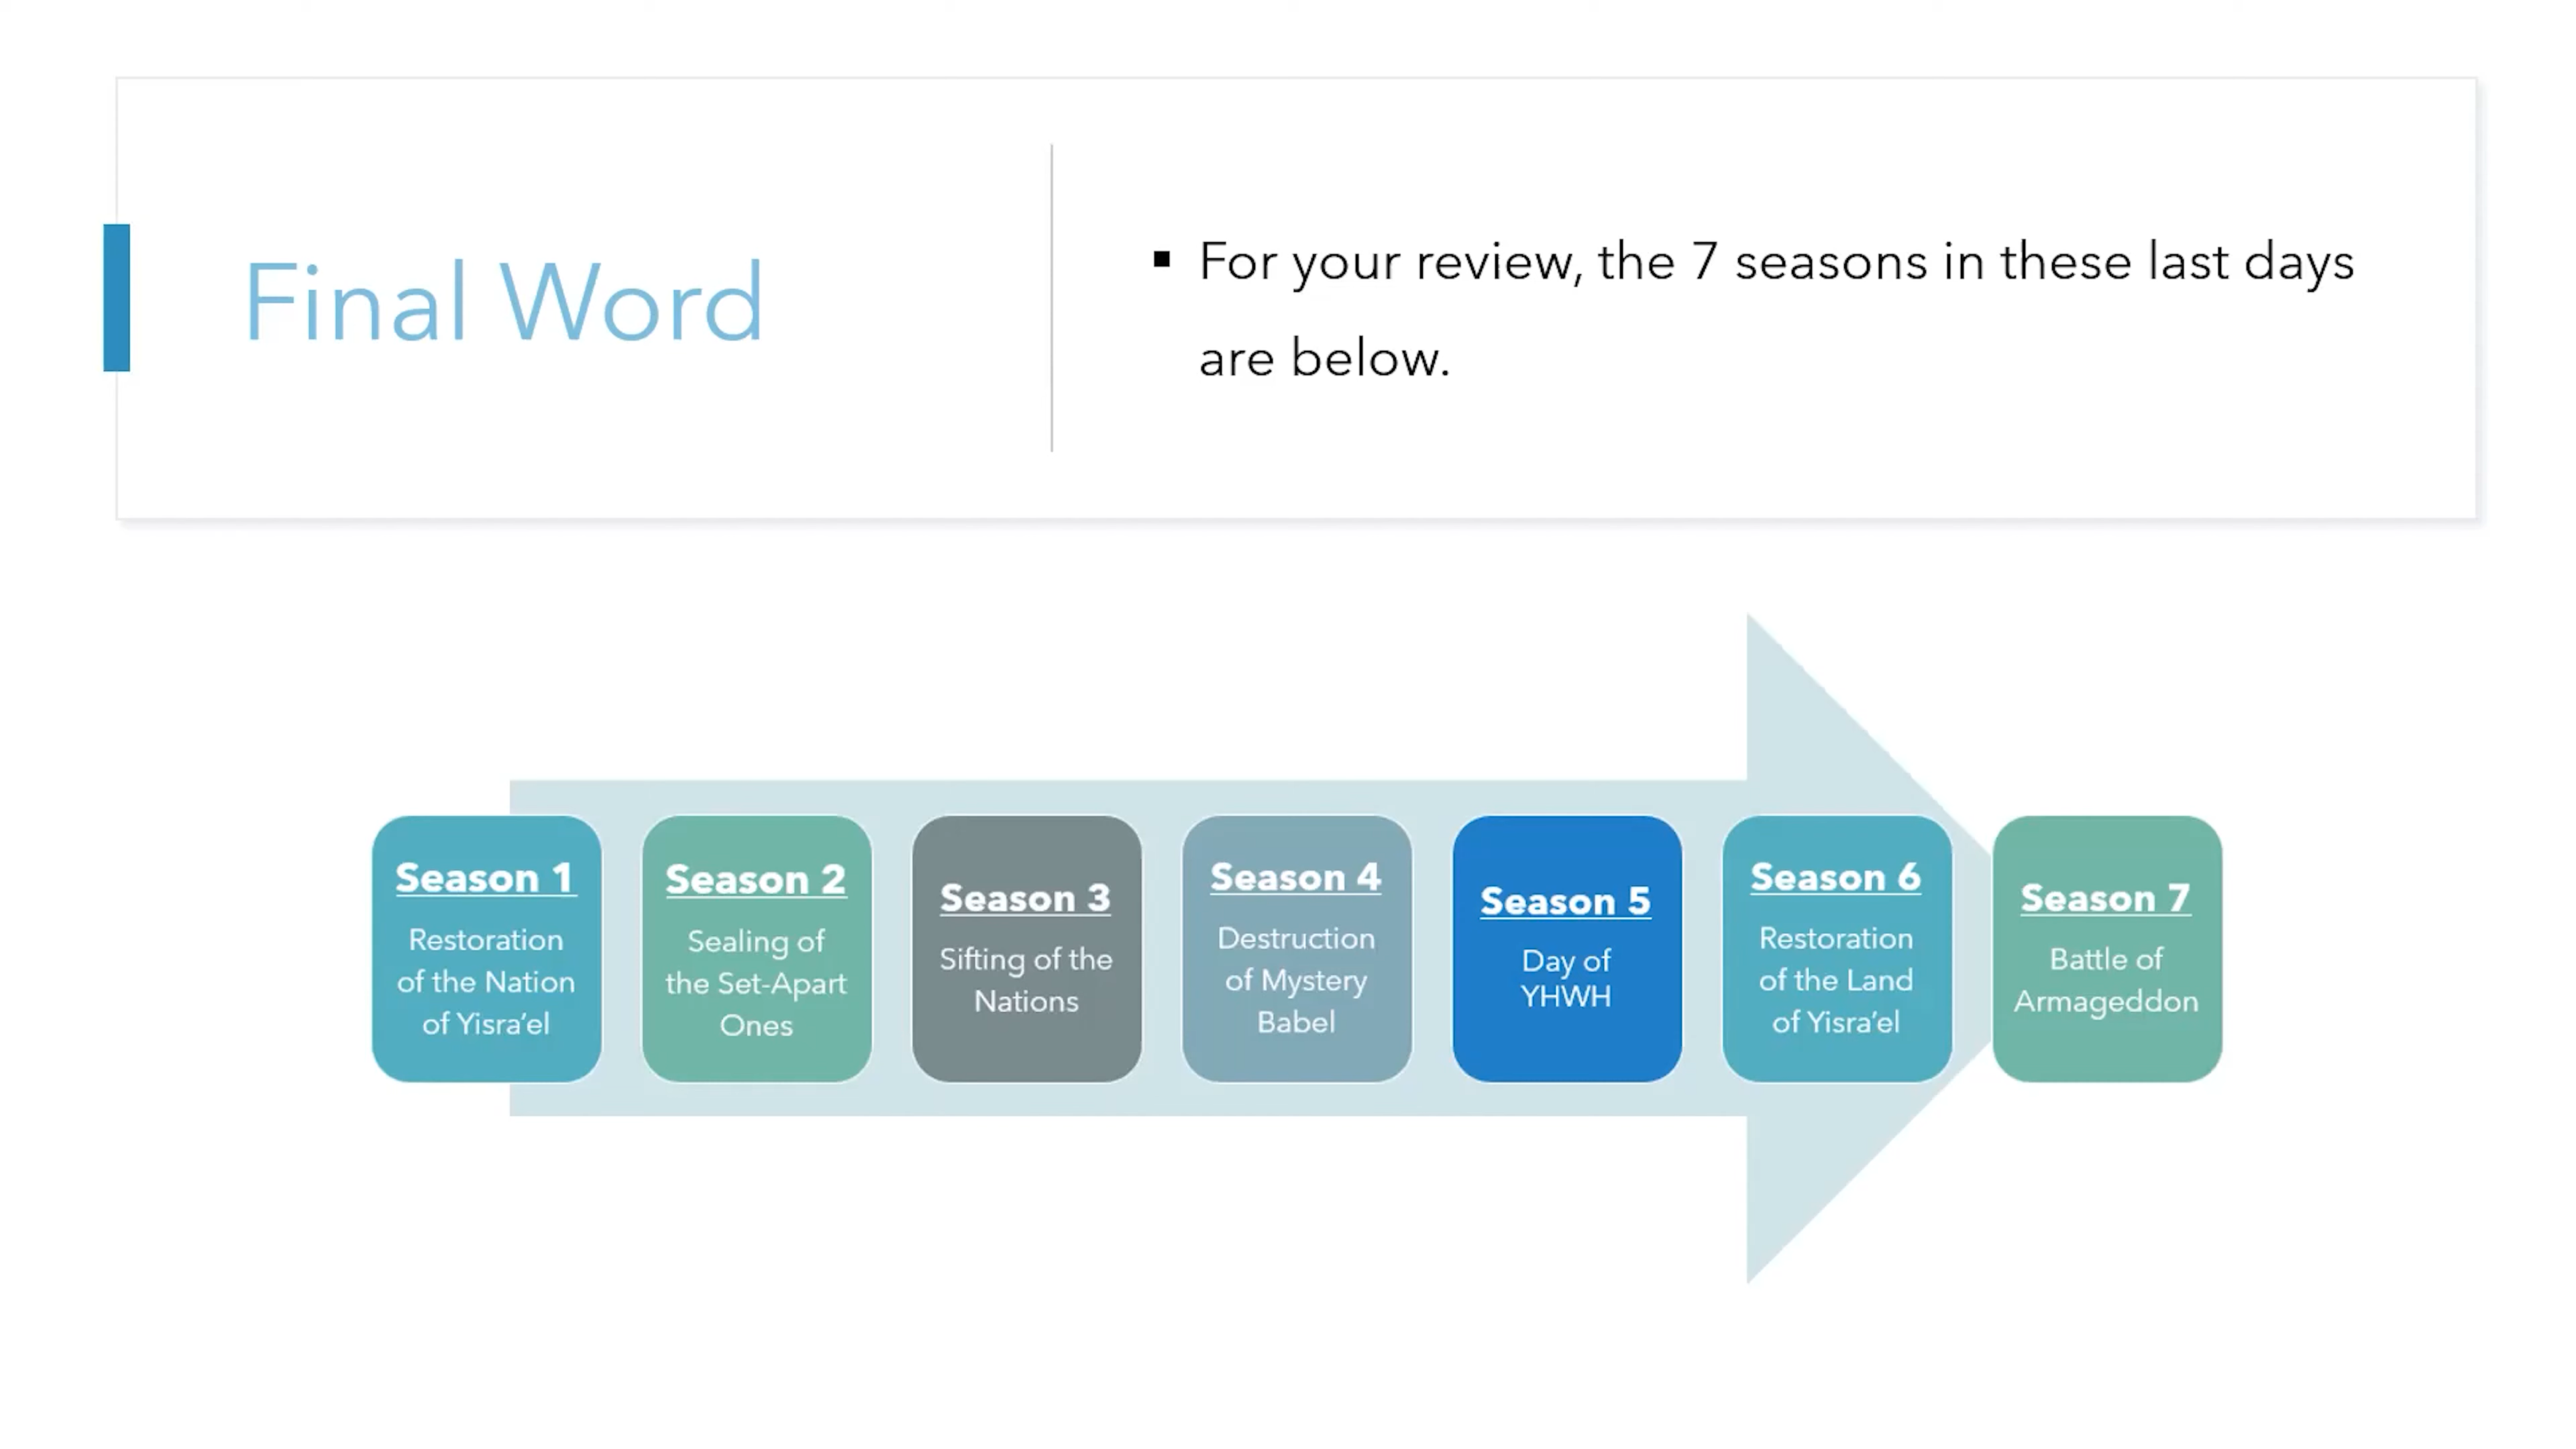 Final Word
▪ For your review, the 7 seasons in these last days
are below.
Season 1
Restoration
of the Nation
of Yisra’el
Season 2
Sealing of
the Set-Apart
Ones
Season 3
Sifting of the
Nations
Season 4
Destruction
of Mystery
Babel
Season 5
Day of
YHWH
Season 6
Restoration
of the Land
of Yisra’el
Season 7
Battle of
Armageddon